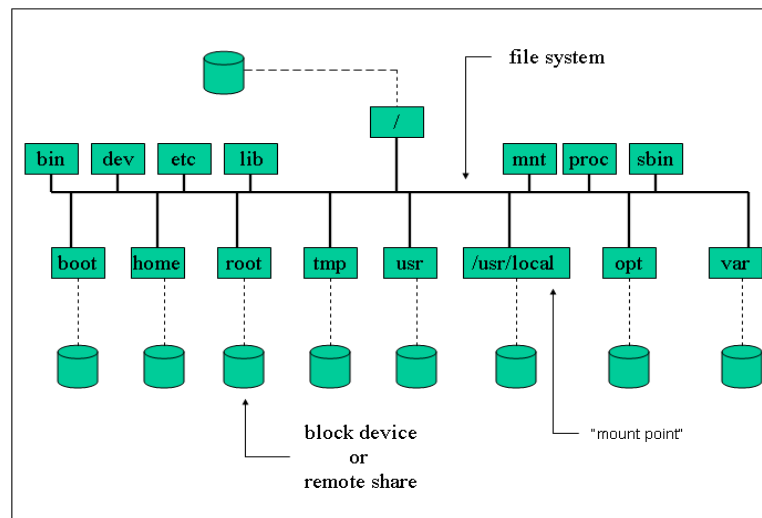 file system
/
bin
dev
etc
lib
mnt
proc
sbin
boot
home
root
tmp
usr
/usr/local
opt
var
block device
or
remote share
"mount point"